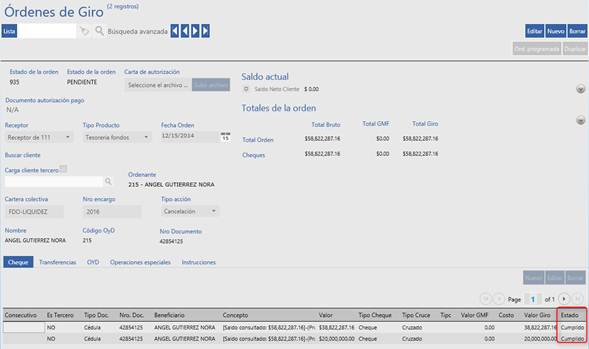 Órdenes de Giro (2 registros)
Lista Búsqueda avanzada Editar Nuevo Borrar
Ord. programada Duplicar
Estado de la orden Estado de la orden Carta de autorización
935 PENDIENTE Seleccione el archivo ... Subir archivo
Saldo actual
Saldo Neto Cliente $ 0.00
Documento autorización pago
N/A
Totales de la orden
Receptor Tipo Producto Fecha Orden ...
Receptor de 111 Tesoreria fondos 12/15/2014 15
Total Bruto Total GMF Total Giro
Total Orden $58,822,287.16 $0.00 $58,822,287.16
Cheques $58,822,287.16 $0.00 $58,822,287.16
Buscar cliente
Carga cliente tercero
Ordenante
215 - ANGEL GUTIERREZ NORA
Cartera colectiva Nro encargo Tipo acción
FDO-LIQUIDEZ 2016 Cancelación
Nombre Código OyD Nro Documento
ANGEL GUTIERREZ NORA 215 42854125
Cheque Transferencias OYD Operaciones especiales Instrucciones
Nuevo Editar Borrar
Page 1 of 1
Consecutivo Es Tercero Tipo Doc. Nro. Doc. Beneficiario Concepto Valor Tipo Cheque Tipo Cruce Tipc Valor GMF Costo Valor Giro Estado
NO Cédula 42854125 ANGEL GUTIERREZ NORA [Saldo consultado: $58,822,287.16]-(Pr $38,822,287.16 Cheque Cruzado 0.00 38,822,287.16 Cumplido
NO Cédula 42854125 ANGEL GUTIERREZ NORA [Saldo consultado: $58,822,287.16]-(Pr $20,000,000.00 Cheque Cruzado 0.00 20,000,000.00 Cumplido